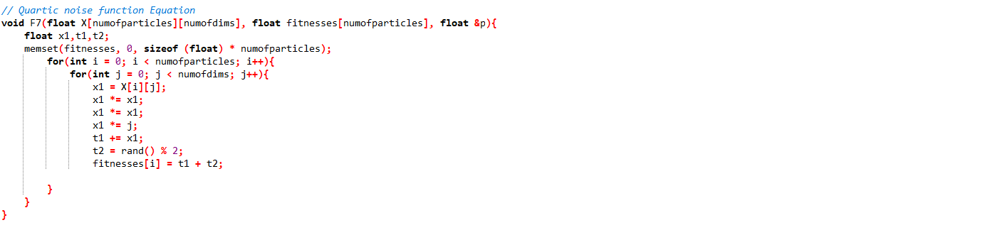 // Quartic noise function Equation
void F7(float X[numofparticles][numofdims], float fitnesses[numofparticles], float &p){
    float x1,t1,t2;
    memset(fitnesses, 0, sizeof (float) * numofparticles);
        for(int i = 0; i < numofparticles; i++){
            for(int j = 0; j < numofdims; j++){
                x1 = X[i][j];
                x1 *= x1;
                x1 *= x1;
                x1 *= j;
                t1 += x1;
                t2 = rand() % 2;
                fitnesses[i] = t1 + t2;
        }
    }
}